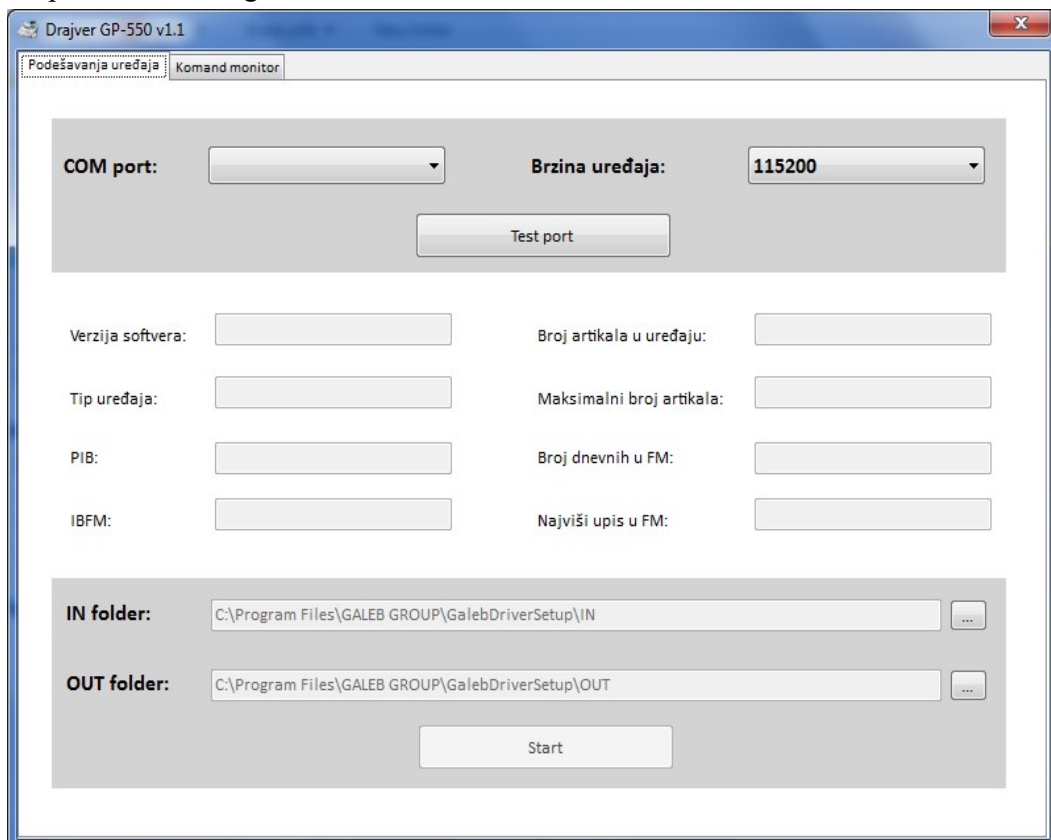 Drajver GP-550 v1.1
Podešavanja uređaja Komand monitor
COM port: Brzina uređaja: 115200
Test port
Verzija softvera: Broj artikala u uređaju:
Tip uređaja: Maksimalni broj artikala:
PIB: Broj dnevnih u FM:
IBFM: Najviši upis u FM:
IN folder: C:\Program Files\GALEB GROUP\GalebDriverSetup\IN ...
OUT folder: C:\Program Files\GALEB GROUP\GalebDriverSetup\OUT ...
Start